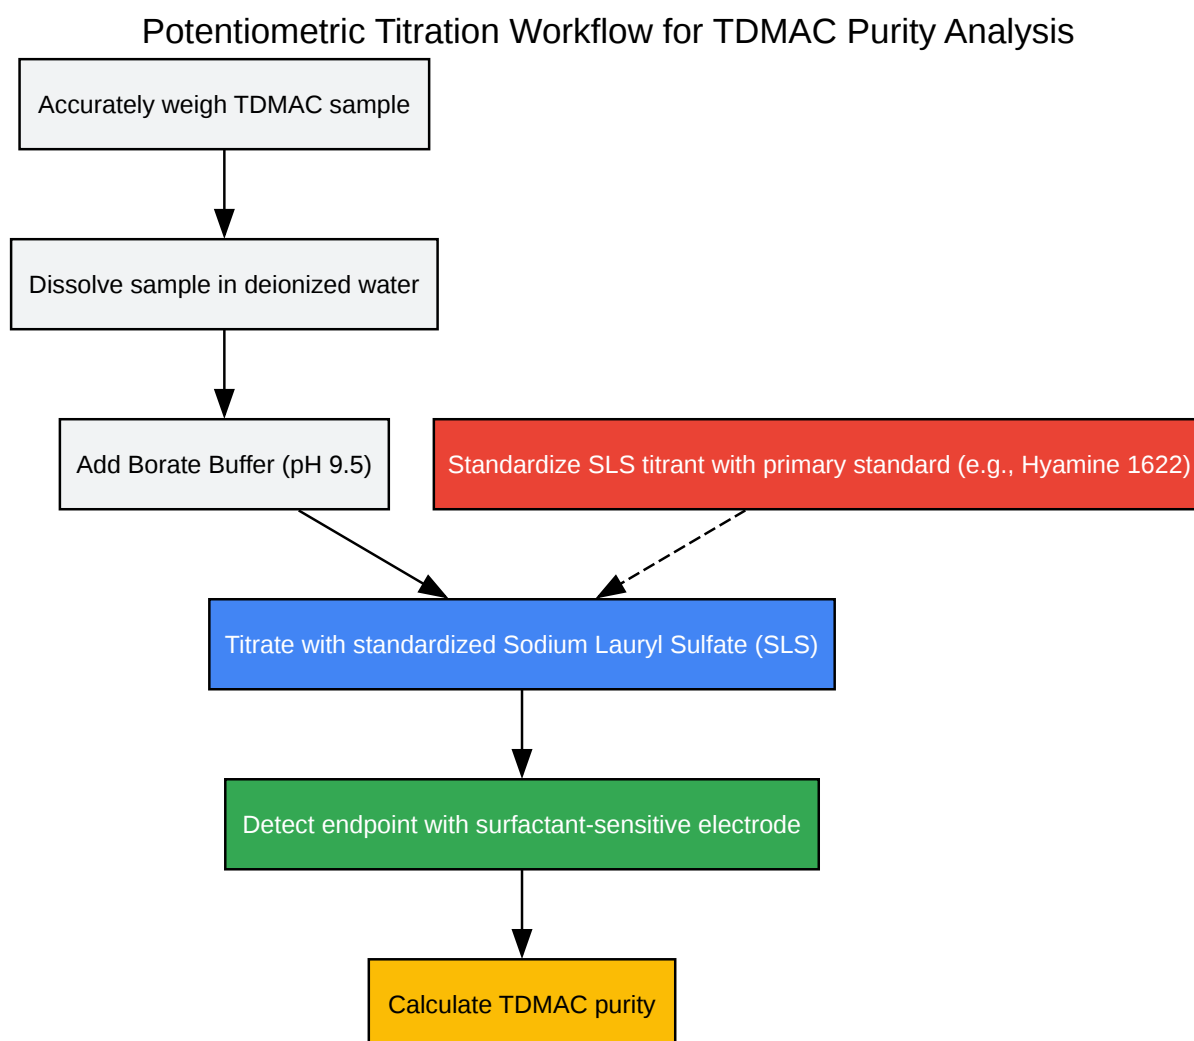 Potentiometric Titration Workflow for TDMAC Purity Analysis
Accurately weigh TDMAC sample
Dissolve sample in deionized water
Add Borate Buffer (pH 9.5)
Standardize SLS titrant with primary standard (e.g., Hyamine 1622)
Titrate with standardized Sodium Lauryl Sulfate (SLS)
Detect endpoint with surfactant-sensitive electrode
Calculate TDMAC purity